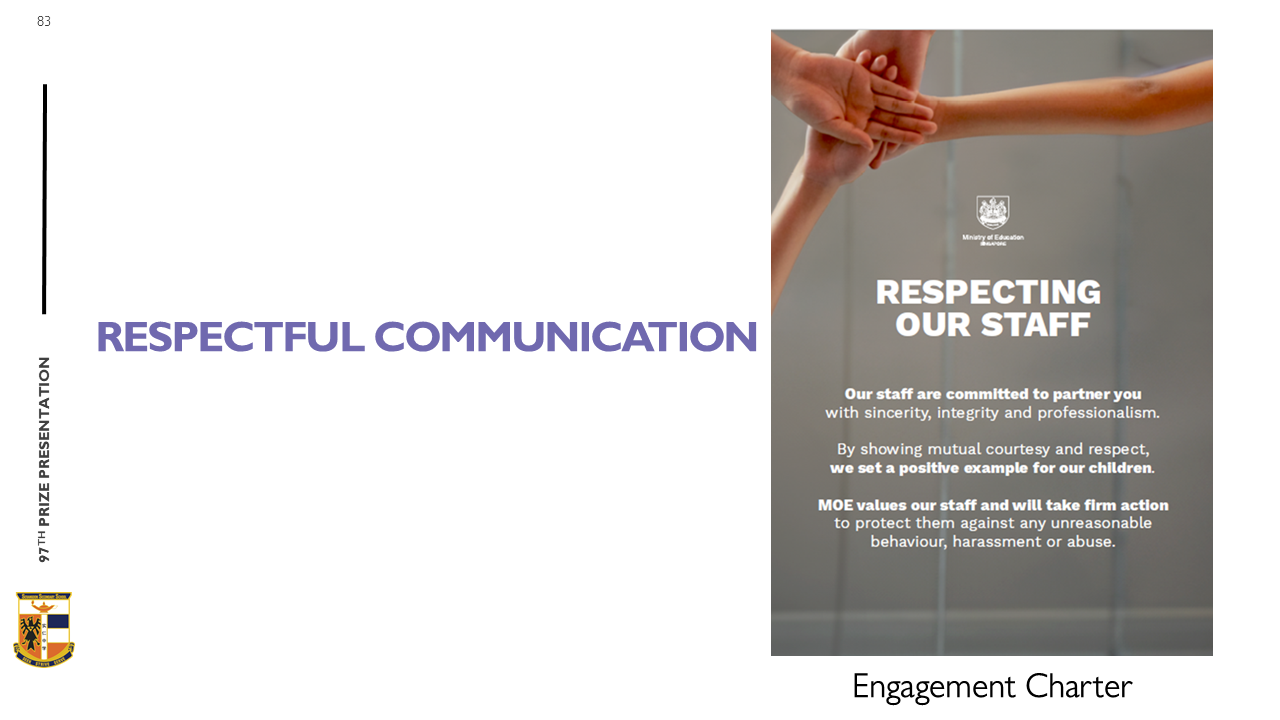 83
RESPECTFUL COMMUNICATION
97TH PRIZE PRESENTATION
Ministry of Education
SINGAPORE
RESPECTING
OUR STAFF
Our staff are committed to partner you
with sincerity, integrity and professionalism.
By showing mutual courtesy and respect,
we set a positive example for our children.
MOE values our staff and will take firm action
to protect them against any unreasonable
behaviour, harassment or abuse.
Engagement Charter